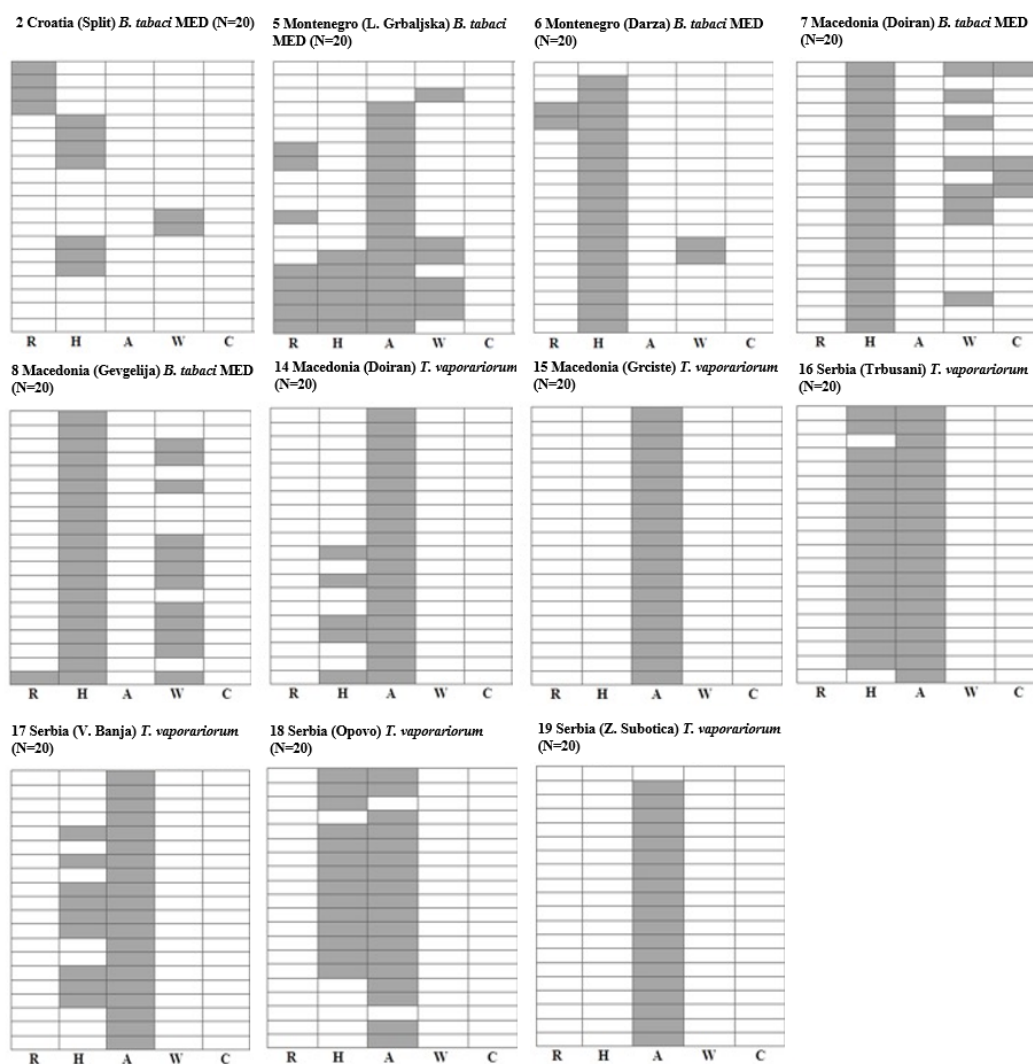 2 Croatia (Split) B. tabaci MED (N=20)
R H A W C
5 Montenegro (L. Grbaljska) B. tabaci
MED (N=20)
R H A W C
6 Montenegro (Darza) B. tabaci MED
(N=20)
R H A W C
7 Macedonia (Doiran) B. tabaci MED
(N=20)
R H A W C
8 Macedonia (Gevgelija) B. tabaci MED
(N=20)
R H A W C
14 Macedonia (Doiran) T. vaporariorum
(N=20)
R H A W C
15 Macedonia (Grciste) T. vaporariorum
(N=20)
R H A W C
16 Serbia (Trbusani) T. vaporariorum
(N=20)
R H A W C
17 Serbia (V. Banja) T. vaporariorum
(N=20)
R H A W C
18 Serbia (Opovo) T. vaporariorum
(N=20)
R H A W C
19 Serbia (Z. Subotica) T. vaporariorum
(N=20)
R H A W C